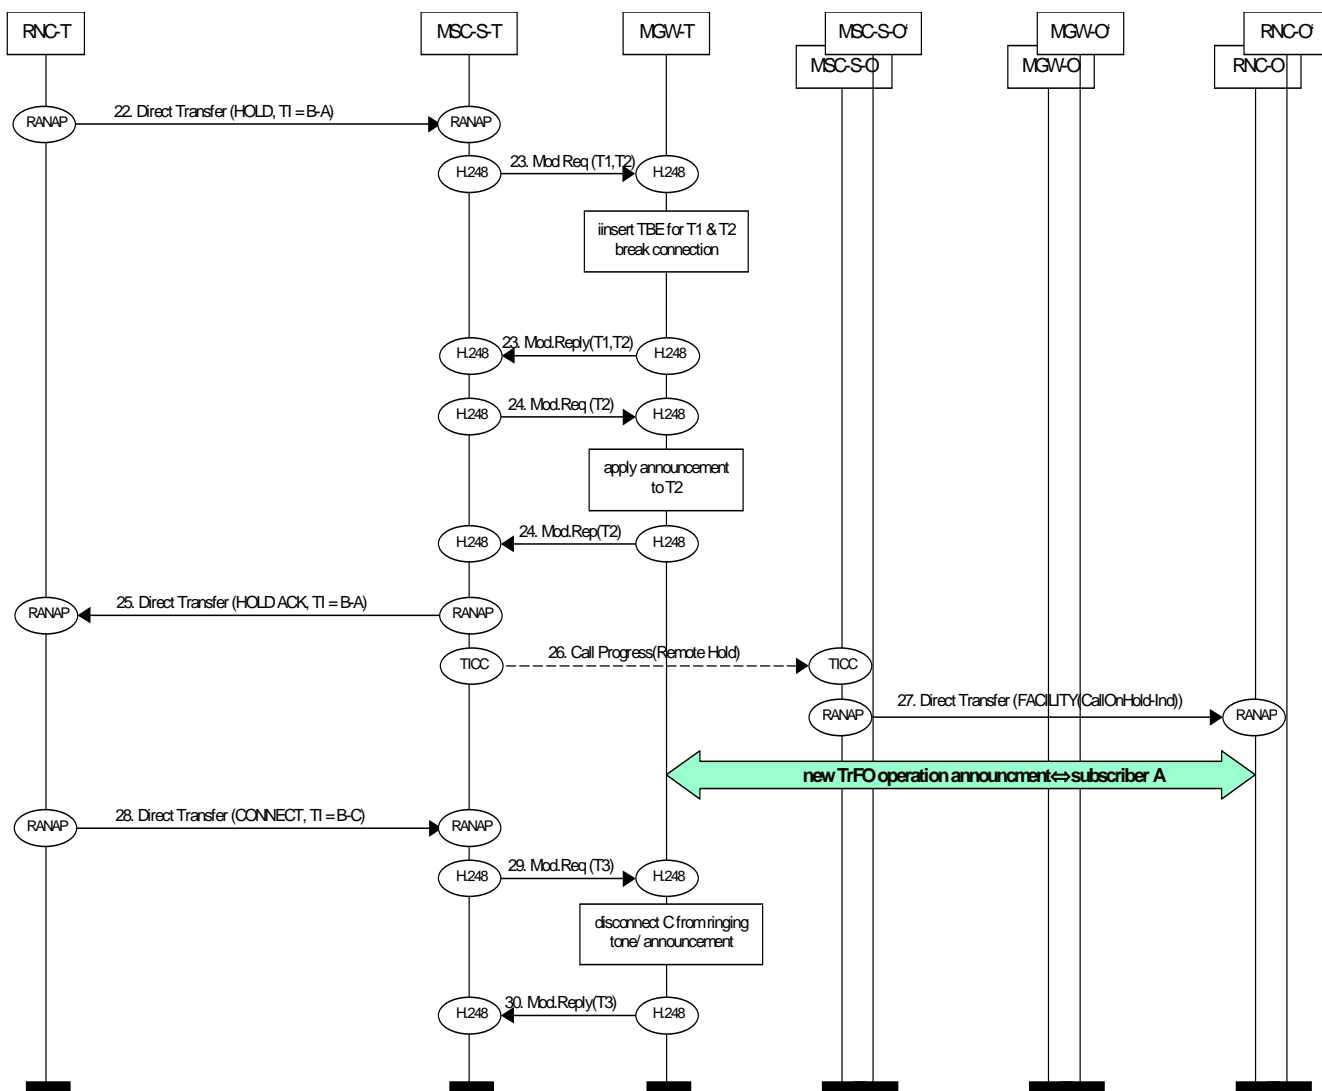 RNC-T
MSC-S-T
MGW-T
MSC-S-O'
MGW-O'
RNC-O'
MSC-S-O
MGW-O
RNC-O
22. Direct Transfer (HOLD, TI = B-A)
RANAP
RANAP
23. Mod Req (T1,T2)
H.248
H.248
iinsert TBE for T1 & T2
break connection
23. Mod.Reply(T1,T2)
H.248
H.248
24. Mod.Req (T2)
H.248
H.248
apply announcement
to T2
24. Mod.Rep(T2)
H.248
H.248
25. Direct Transfer (HOLD ACK, TI = B-A)
RANAP
RANAP
26. Call Progress(Remote Hold)
TICC
TICC
27. Direct Transfer (FACILITY(CallOnHold-Ind))
RANAP
RANAP
new TrFO operation announcment⇔subscriber A
28. Direct Transfer (CONNECT, TI = B-C)
RANAP
RANAP
29. Mod.Req (T3)
H.248
H.248
disconnect C from ringing
tone/ announcement
30. Mod.Reply(T3)
H.248
H.248